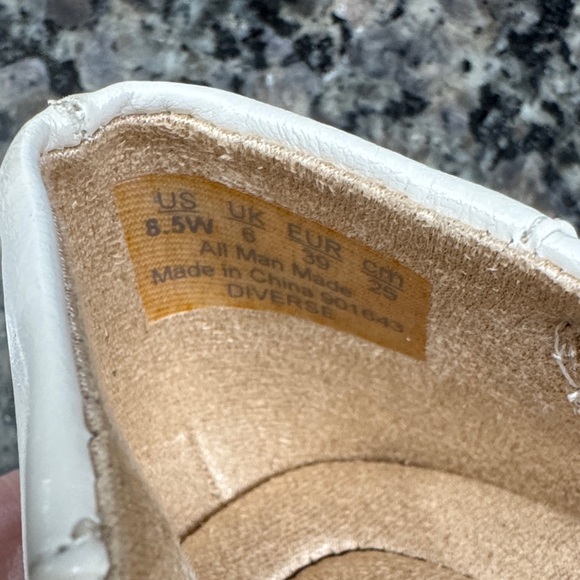 US UK EUR cm
8.5W 6 39 25
All Man Made
Made in China 901643
DIVERSE